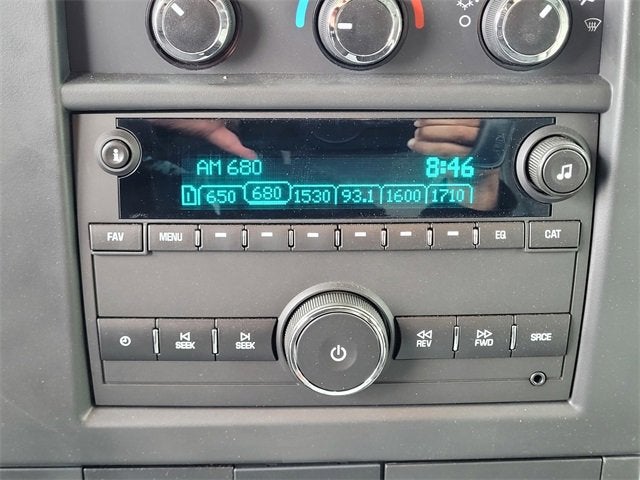 AM 680 8:46
1 650 680 1530 93.1 1600 1710
FAV MENU EQ CAT
SEEK SEEK REV FWD SRCE